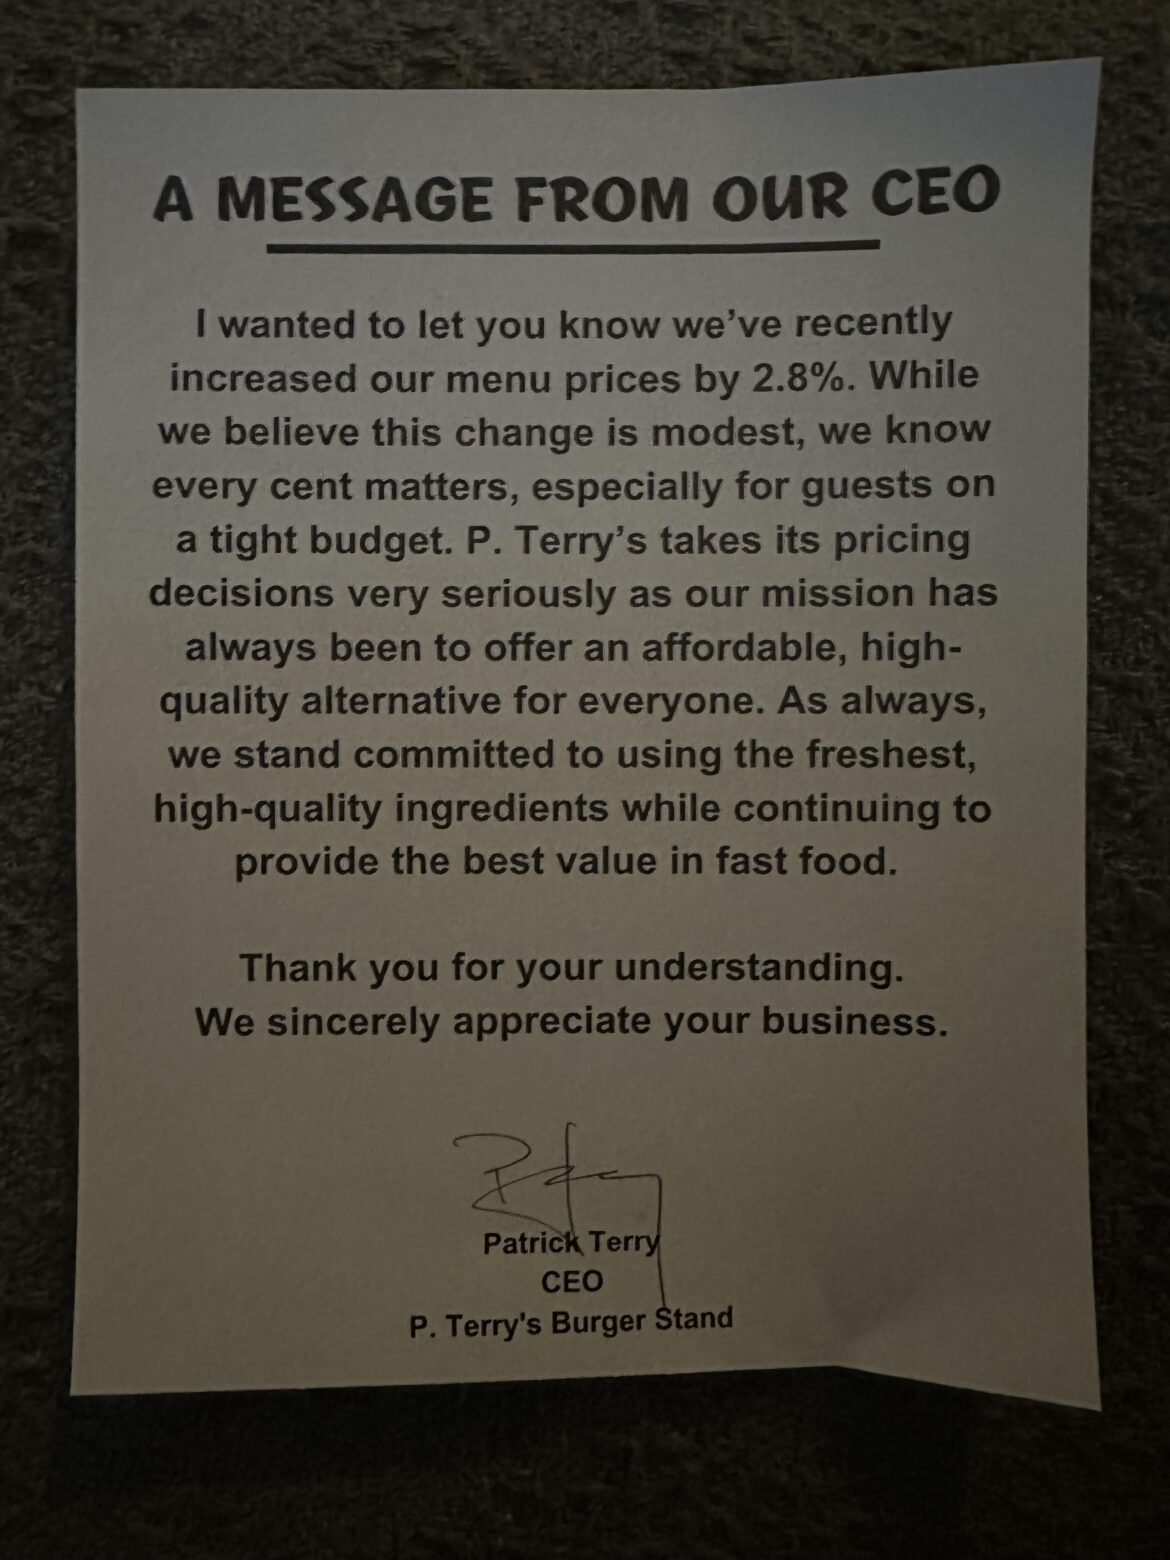 A MESSAGE FROM OUR CEO
I wanted to let you know we've recently
increased our menu prices by 2.8%. While
we believe this change is modest, we know
every cent matters, especially for guests on
a tight budget. P. Terry's takes its pricing
decisions very seriously as our mission has
always been to offer an affordable, high-
quality alternative for everyone. As always,
we stand committed to using the freshest,
high-quality ingredients while continuing to
provide the best value in fast food.
Thank you for your understanding.
We sincerely appreciate your business.
Patrick Terry
CEO
P. Terry's Burger Stand